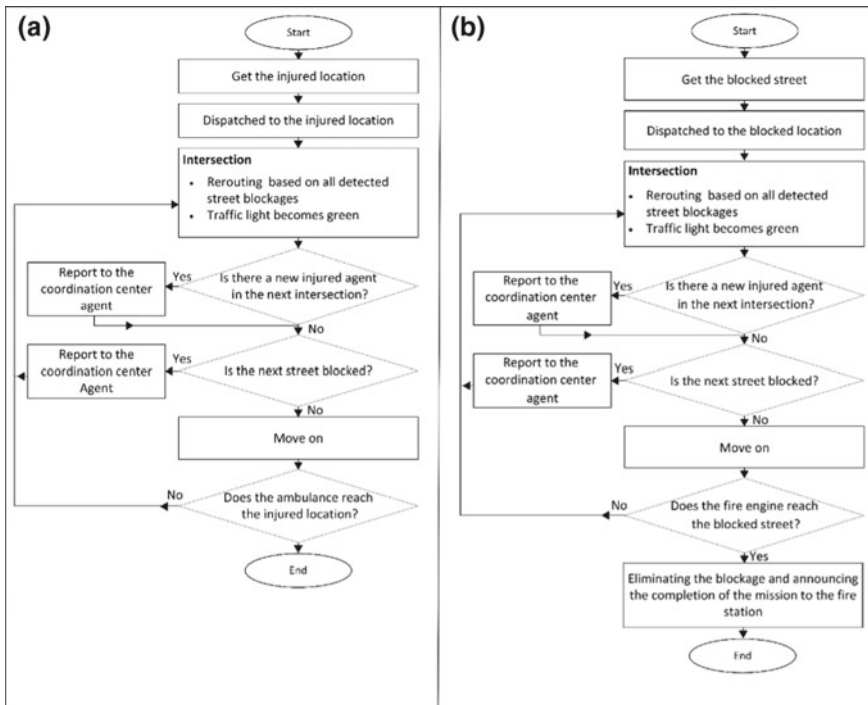 (a)
Start
Get the injured location
Dispatched to the injured location
Intersection
• Rerouting based on all detected
street blockages
• Traffic light becomes green
Is there a new injured agent
in the next intersection?
Yes
Report to the
coordination center
agent
No
Is the next street blocked?
Yes
Report to the
coordination center
Agent
No
Move on
Does the ambulance reach
the injured location?
No
End
(b)
Start
Get the blocked street
Dispatched to the blocked location
Intersection
• Rerouting based on all detected
street blockages
• Traffic light becomes green
Is there a new injured agent
in the next intersection?
Yes
Report to the
coordination center
agent
No
Is the next street blocked?
Yes
Report to the
coordination center
agent
No
Move on
Does the fire engine reach
the blocked street?
No
Yes
Eliminating the blockage and announcing
the completion of the mission to the fire
station
End